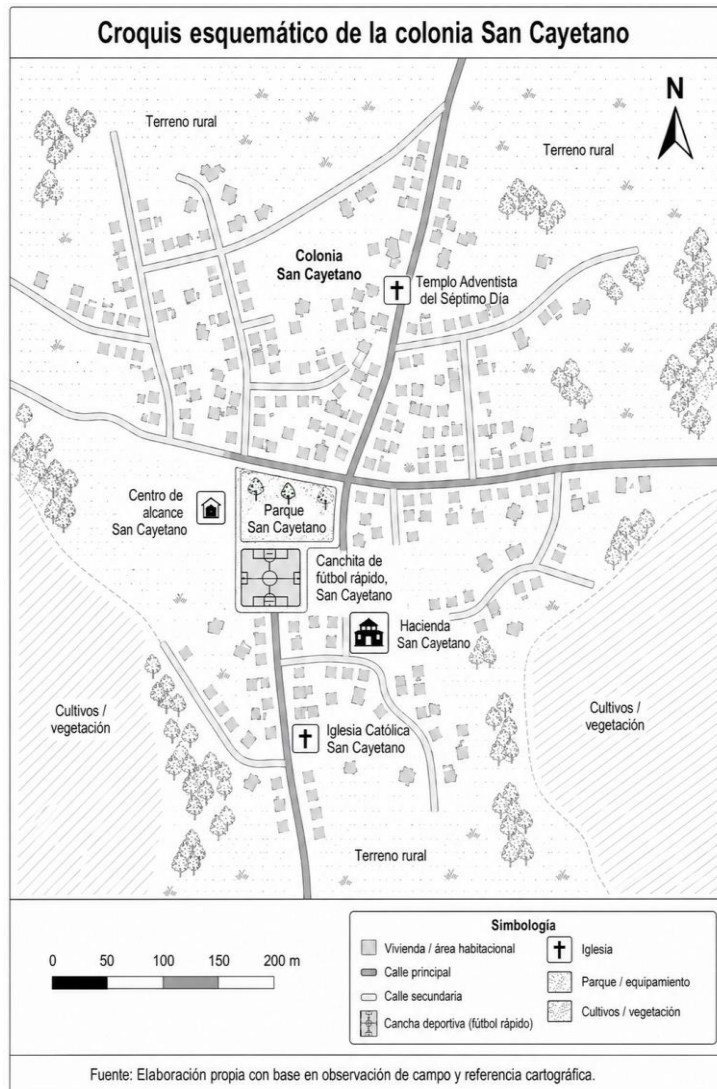 Croquis esquemático de la colonia San Cayetano
N
Terreno rural
Terreno rural
Colonia
San Cayetano
Templo Adventista
del Séptimo Día
Centro de
alcance
San Cayetano
Parque
San Cayetano
Canchita de
fútbol rápido,
San Cayetano
Hacienda
San Cayetano
Cultivos /
vegetación
Cultivos /
vegetación
Iglesia Católica
San Cayetano
Terreno rural
0 50 100 150 200 m
Simbología
Vivienda / área habitacional
Calle principal
Calle secundaria
Cancha deportiva (fútbol rápido)
Iglesia
Parque / equipamiento
Cultivos / vegetación
Fuente: Elaboración propia con base en observación de campo y referencia cartográfica.